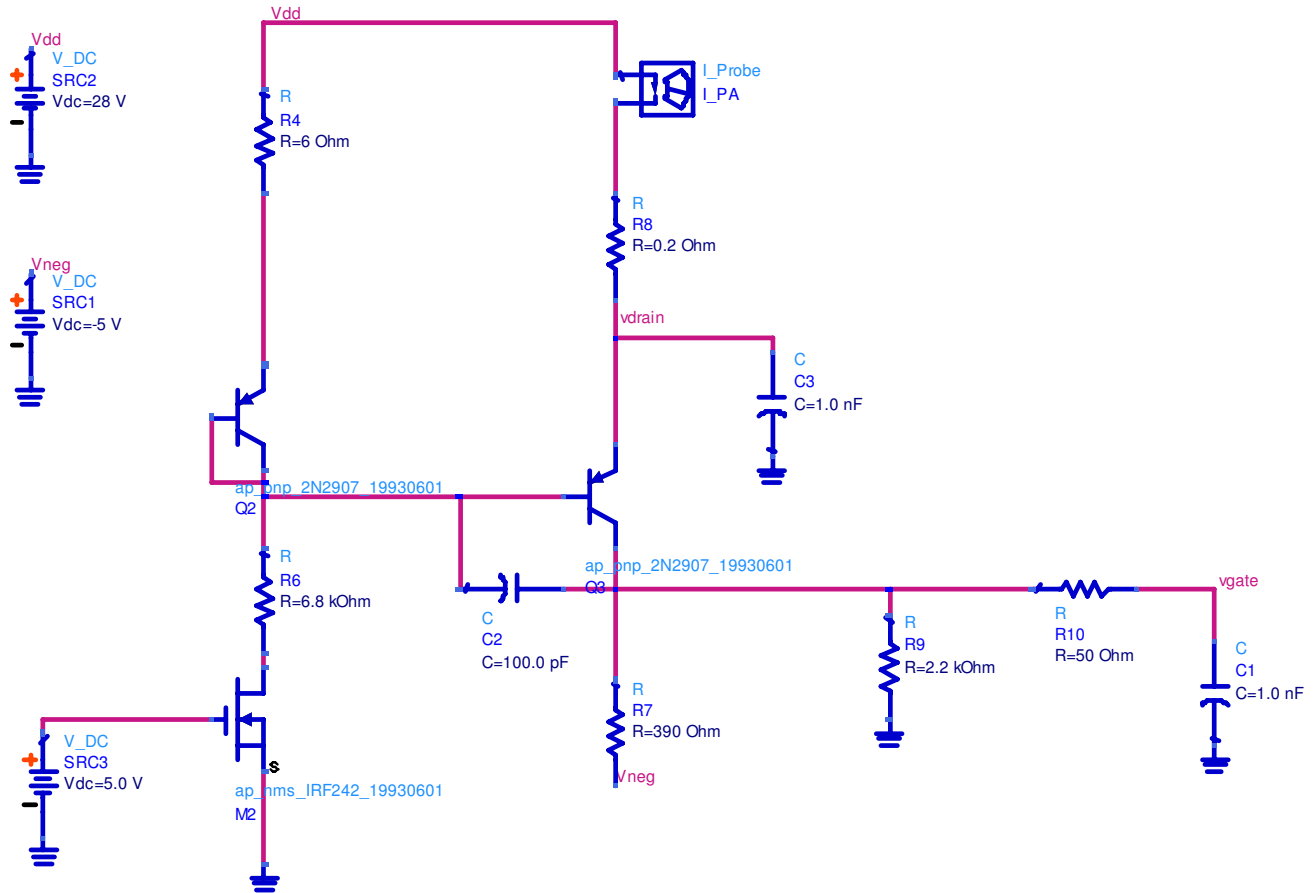 Vdd
Vdd
V_DC
SRC2
Vdc=28 V
R
R4
R=6 Ohm
I_Probe
I_PA
R
R8
R=0.2 Ohm
Vneg
V_DC
SRC1
Vdc=-5 V
vdrain
C
C3
C=1.0 nF
ap_pnp_2N2907_19930601
Q2
R
R6
R=6.8 kOhm
ap_pnp_2N2907_19930601
Q3
C
C2
C=100.0 pF
R
R9
R=2.2 kOhm
R
R10
R=50 Ohm
vgate
C
C1
C=1.0 nF
R
R7
R=390 Ohm
Vneg
V_DC
SRC3
Vdc=5.0 V
S
ap_nms_IRF242_19930601
M2